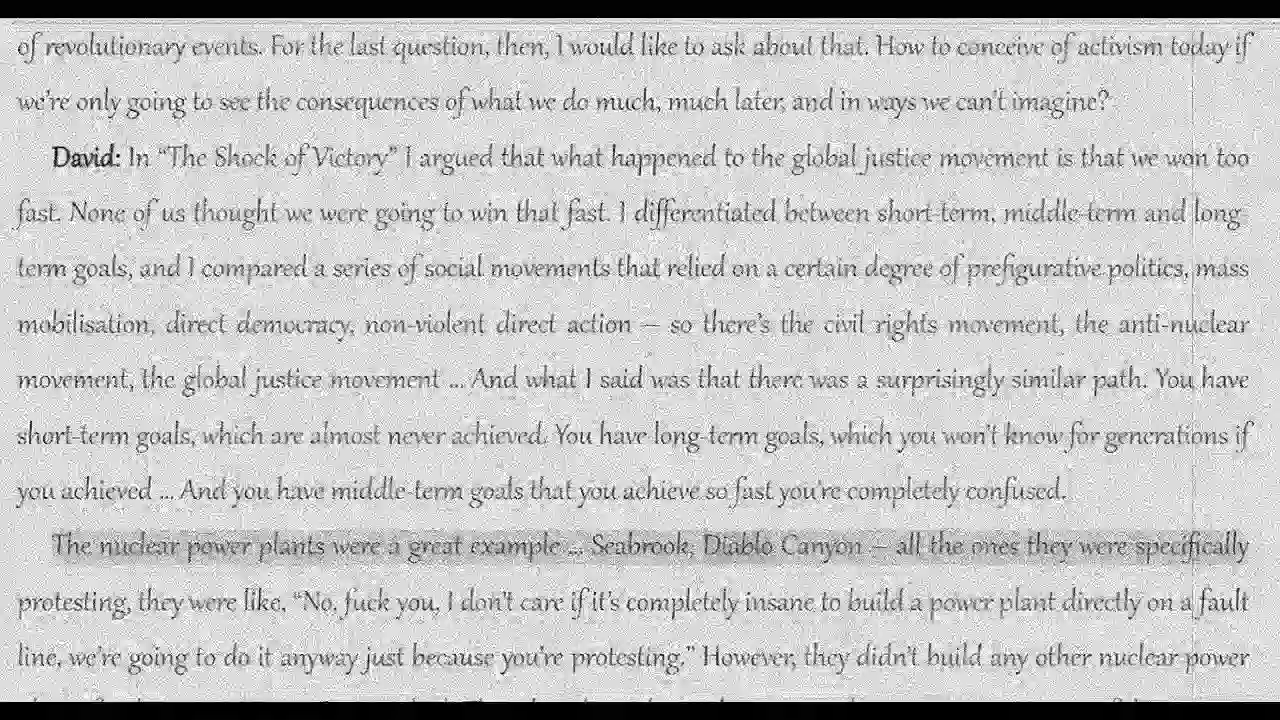 of revolutionary events. For the last question, then, I would like to ask about that. How to conceive of activism today if
we're only going to see the consequences of what we do much, much later, and in ways we can't imagine?
David: In “The Shock of Victory” I argued that what happened to the global justice movement is that we won too
fast. None of us thought we were going to win that fast. I differentiated between short-term, middle-term and long-
term goals, and I compared a series of social movements that relied on a certain degree of prefigurative politics, mass
mobilisation, direct democracy, non-violent direct action — so there's the civil rights movement, the anti-nuclear
movement, the global justice movement ... And what I said was that there was a surprisingly similar path. You have
short-term goals, which are almost never achieved. You have long-term goals, which you won't know for generations if
you achieved ... And you have middle-term goals that you achieve so fast you're completely confused.
The nuclear power plants were a great example ... Seabrook, Diablo Canyon — all the ones they were specifically
protesting, they were like, “No, fuck you, I don't care if it's completely insane to build a power plant directly on a fault
line, we're going to do it anyway just because you're protesting.” However, they didn't build any other nuclear power